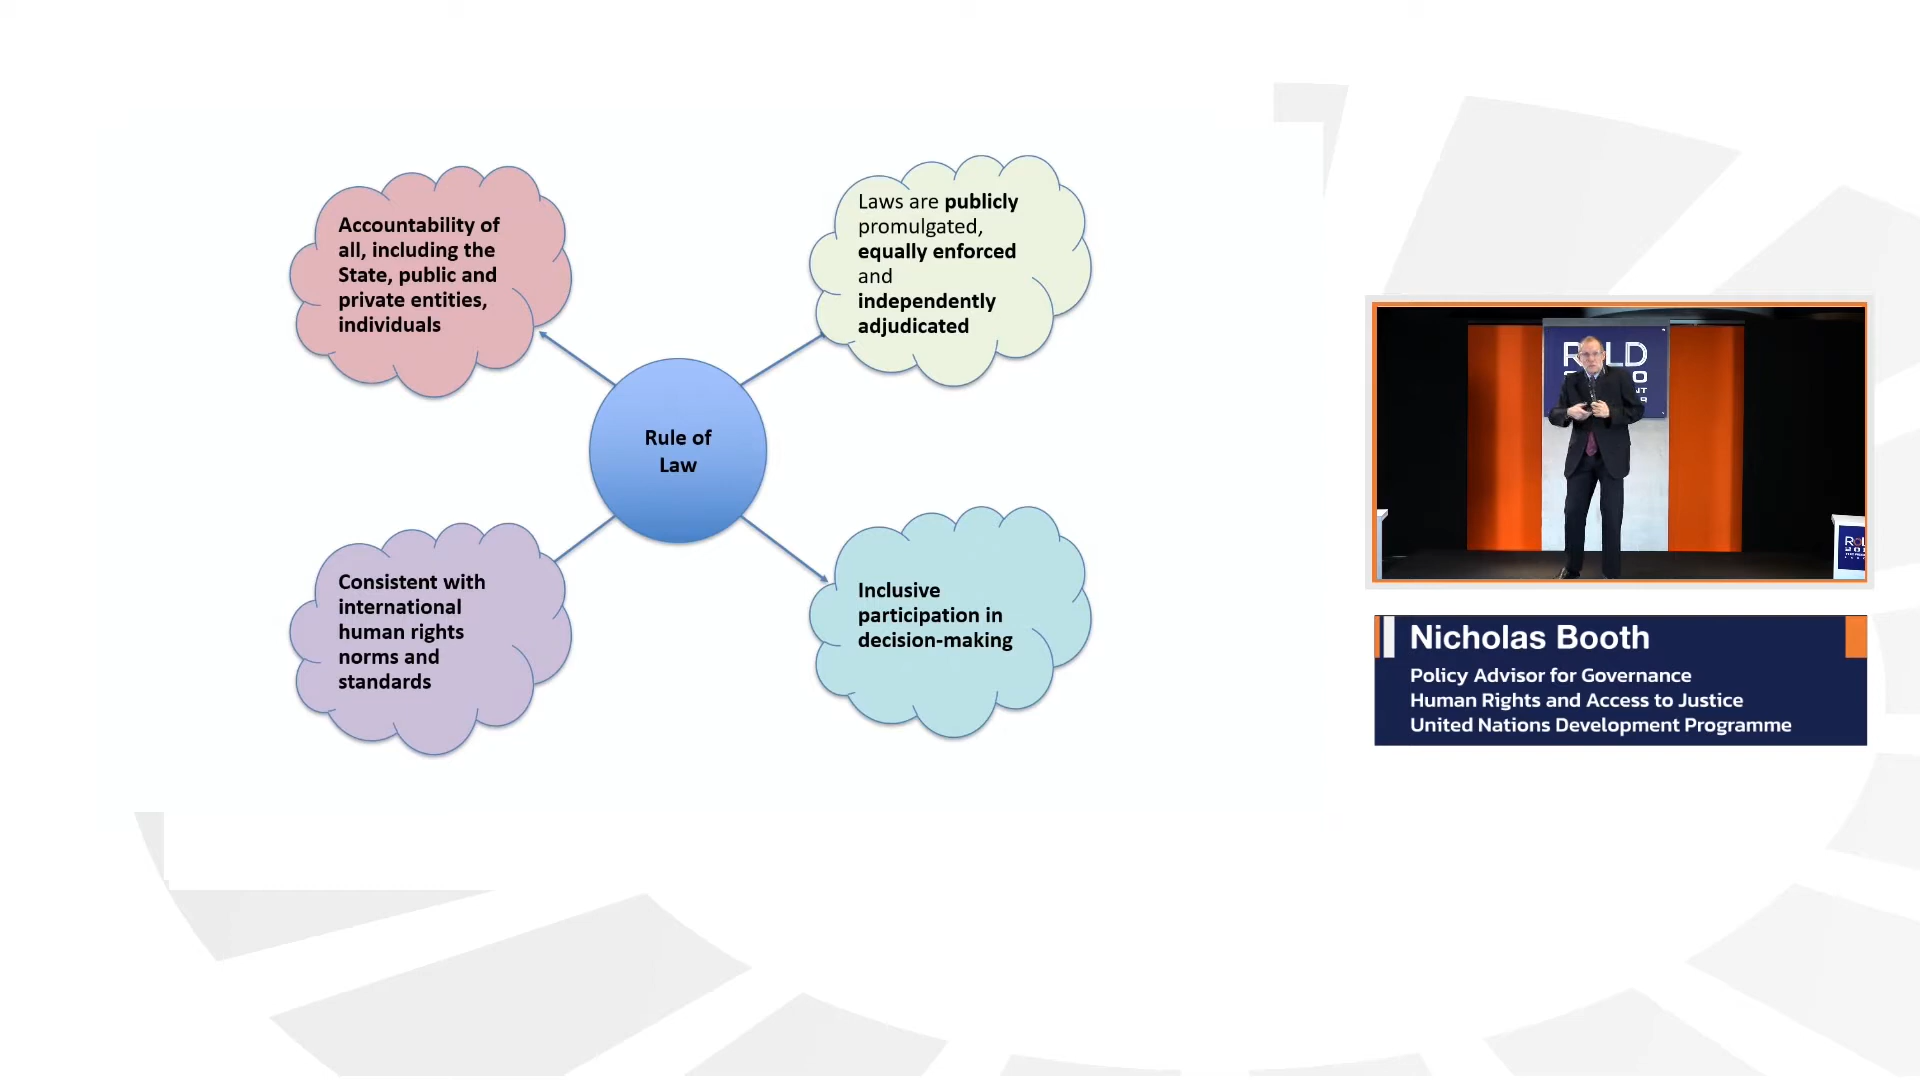 Accountability of
all, including the
State, public and
private entities,
individuals
Laws are publicly
promulgated,
equally enforced
and
independently
adjudicated
Rule of
Law
Consistent with
international
human rights
norms and
standards
Inclusive
participation in
decision-making
Nicholas Booth
Policy Advisor for Governance
Human Rights and Access to Justice
United Nations Development Programme